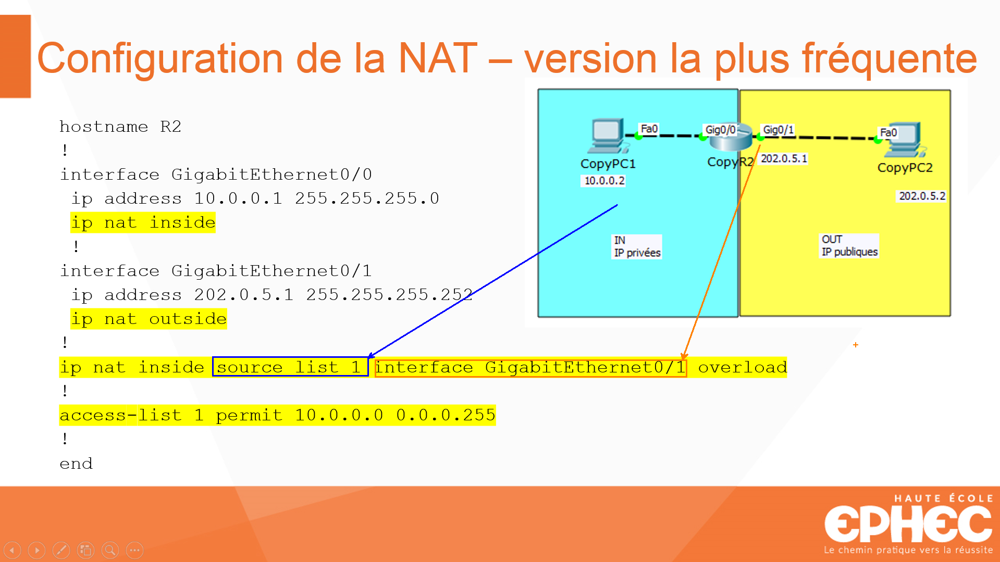 Configuration de la NAT – version la plus fréquente
hostname R2
!
interface GigabitEthernet0/0
ip address 10.0.0.1 255.255.255.0
ip nat inside
!
interface GigabitEthernet0/1
ip address 202.0.5.1 255.255.255.252
ip nat outside
!
ip nat inside source list 1 interface GigabitEthernet0/1 overload
!
access-list 1 permit 10.0.0.0 0.0.0.255
!
end
Fa0
Gig0/0
Gig0/1
Fa0
CopyPC1
CopyR2
202.0.5.1
CopyPC2
10.0.0.2
202.0.5.2
IN
IP privées
OUT
IP publiques
HAUTE ÉCOLE
EPHEC
Le chemin pratique vers la réussite